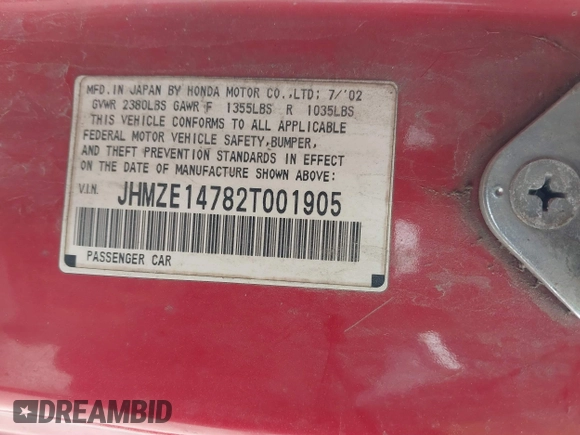 MFD.IN JAPAN BY HONDA MOTOR CO.,LTD: 7/'02
GVWR 2380LBS GAWR F 1355LBS R 1035LBS
THIS VEHICLE CONFORMS TO ALL APPLICABLE
FEDERAL MOTOR VEHICLE SAFETY,BUMPER,
AND THEFT PREVENTION STANDARDS IN EFFECT
ON THE DATE OF MANUFACTURE SHOWN ABOVE:
V.I.N. JHMZE14782T001905
PASSENGER CAR
DREAMBID